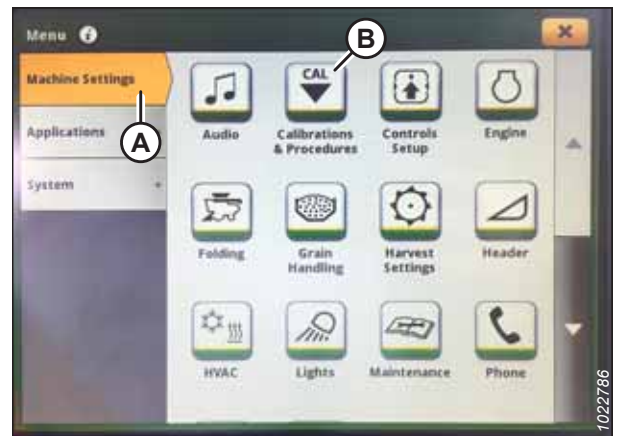 Menu i
B
Machine Settings
A
Applications
System +
CAL
Audio
Calibrations
& Procedures
Controls
Setup
Engine
Folding
Grain
Handling
Harvest
Settings
Header
HVAC
Lights
Maintenance
Phone
1022786